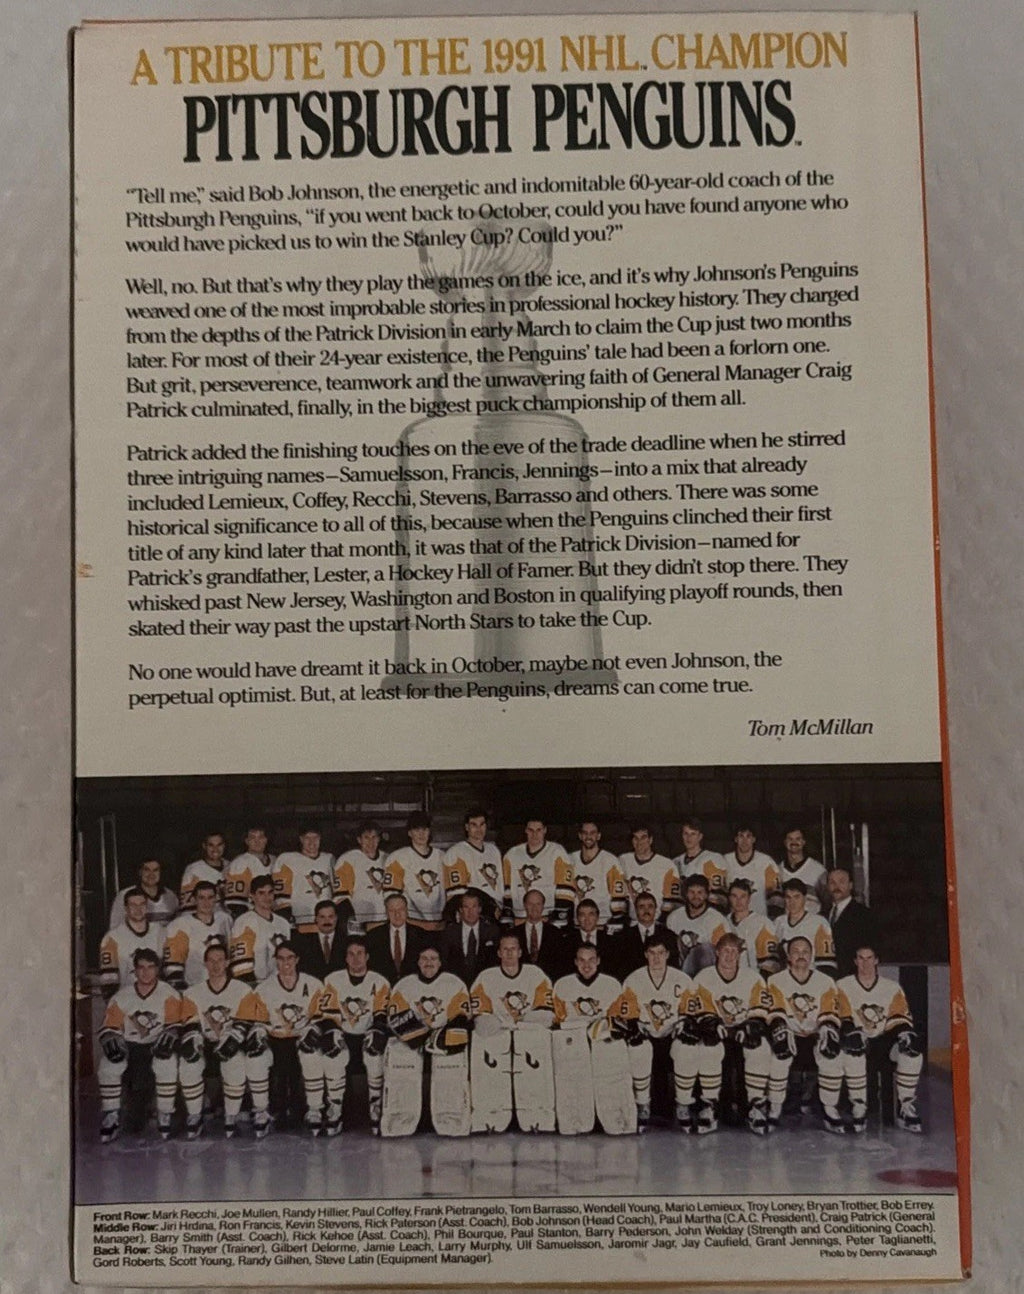 A TRIBUTE TO THE 1991 NHL™ CHAMPION
PITTSBURGH PENGUINS™
“Tell me,” said Bob Johnson, the energetic and indomitable 60-year-old coach of the
Pittsburgh Penguins, “if you went back to October, could you have found anyone who
would have picked us to win the Stanley Cup? Could you?”
Well, no. But that's why they play the games on the ice, and it's why Johnson's Penguins
weaved one of the most improbable stories in professional hockey history. They charged
from the depths of the Patrick Division in early March to claim the Cup just two months
later. For most of their 24-year existence, the Penguins' tale had been a forlorn one.
But grit, perseverence, teamwork and the unwavering faith of General Manager Craig
Patrick culminated, finally, in the biggest puck championship of them all.
Patrick added the finishing touches on the eve of the trade deadline when he stirred
three intriguing names—Samuelsson, Francis, Jennings—into a mix that already
included Lemieux, Coffey, Recchi, Stevens, Barrasso and others. There was some
historical significance to all of this, because when the Penguins clinched their first
title of any kind later that month, it was that of the Patrick Division—named for
Patrick's grandfather, Lester, a Hockey Hall of Famer. But they didn't stop there. They
whisked past New Jersey, Washington and Boston in qualifying playoff rounds, then
skated their way past the upstart North Stars to take the Cup.
No one would have dreamt it back in October, maybe not even Johnson, the
perpetual optimist. But, at least for the Penguins, dreams can come true.
Tom McMillan
Front Row: Mark Recchi, Joe Mullen, Randy Hillier, Paul Coffey, Frank Pietrangelo, Tom Barrasso, Wendell Young, Mario Lemieux, Troy Loney, Bryan Trottier, Bob Errey.
Middle Row: Jiri Hrdina, Ron Francis, Kevin Stevens, Rick Paterson (Asst. Coach), Bob Johnson (Head Coach), Paul Martha (C.A.C. President), Craig Patrick (General
Manager), Barry Smith (Asst. Coach), Rick Kehoe (Asst. Coach), Phil Bourque, Paul Stanton, Barry Pederson, John Welday (Strength and Conditioning Coach).
Back Row: Skip Thayer (Trainer), Gilbert Delorme, Jamie Leach, Larry Murphy, Ulf Samuelsson, Jaromir Jagr, Jay Caufield, Grant Jennings, Peter Taglianetti,
Gord Roberts, Scott Young, Randy Gilhen, Steve Latin (Equipment Manager).
Photo by Denny Cavanaugh